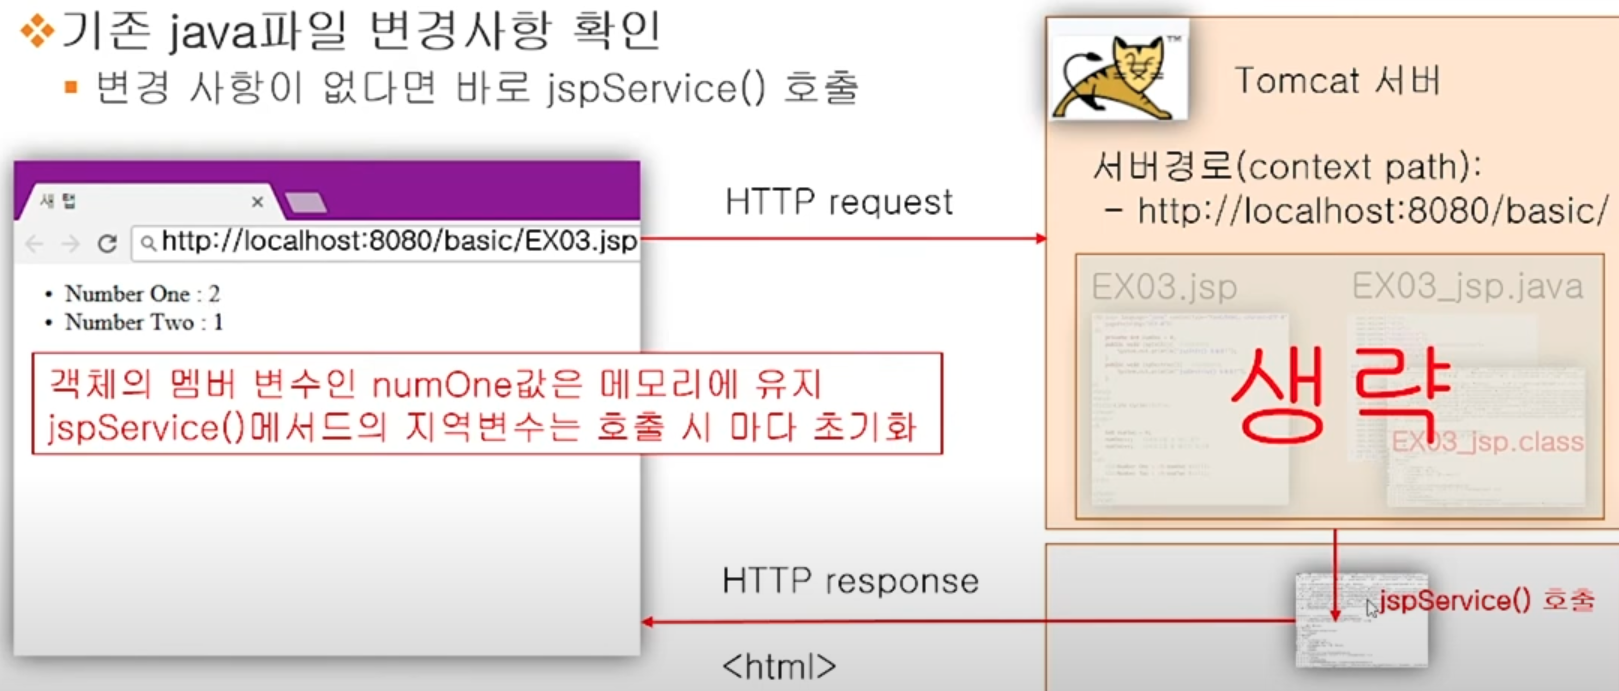 기존 java파일 변경사항 확인
변경 사항이 없다면 바로 jspService() 호출
새 탭
http://localhost:8080/basic/EX03.jsp
• Number One : 2
• Number Two : 1
객체의 멤버 변수인 numOne값은 메모리에 유지
jspService()메서드의 지역변수는 호출 시 마다 초기화
HTTP request
TM
Tomcat 서버
서버경로(context path):
- http://localhost:8080/basic/
EX03.jsp
EX03_jsp.java
생략
EX03_jsp.class
jspService() 호출
HTTP response
<html>